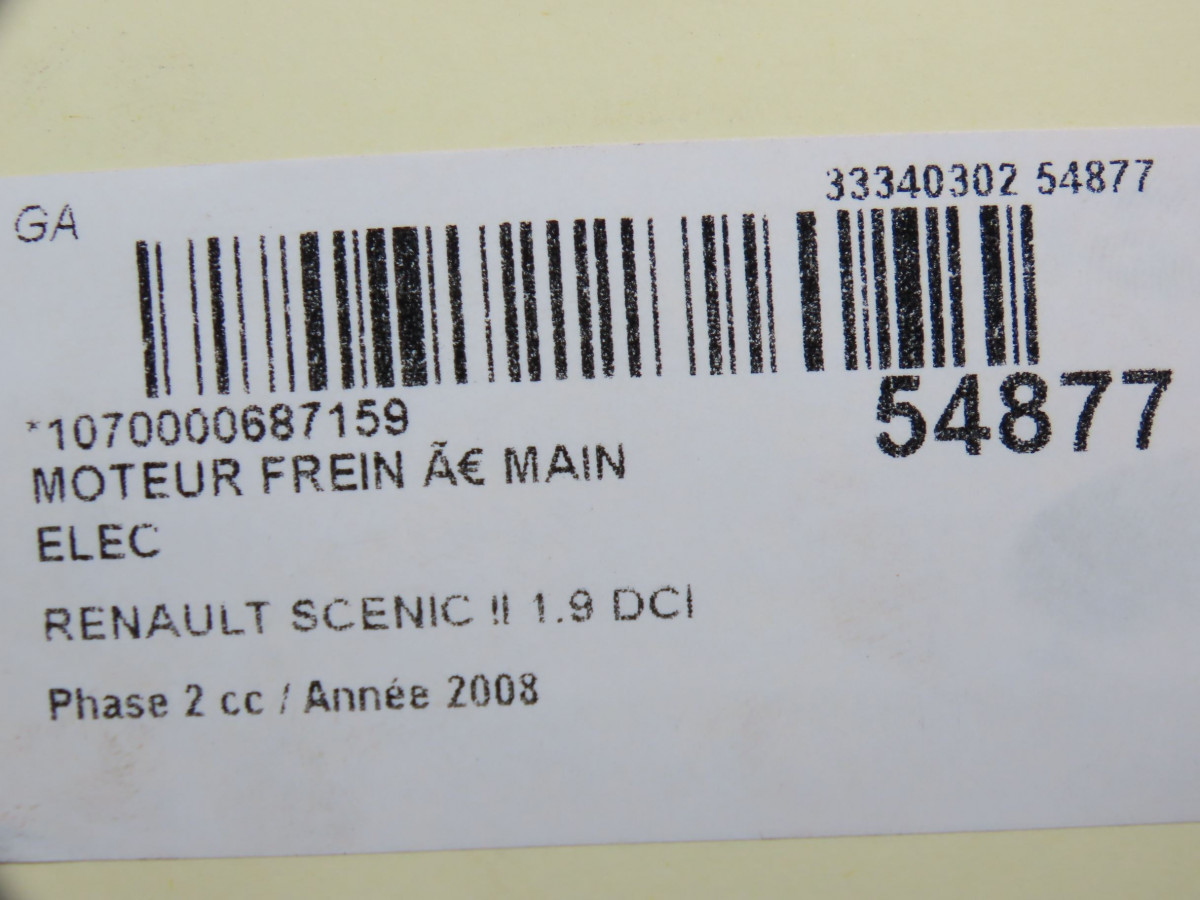 GA
33340302 54877
*1070000687159
54877
MOTEUR FREIN Ã€ MAIN
ELEC
RENAULT SCENIC II 1.9 DCI
Phase 2 cc / Année 2008